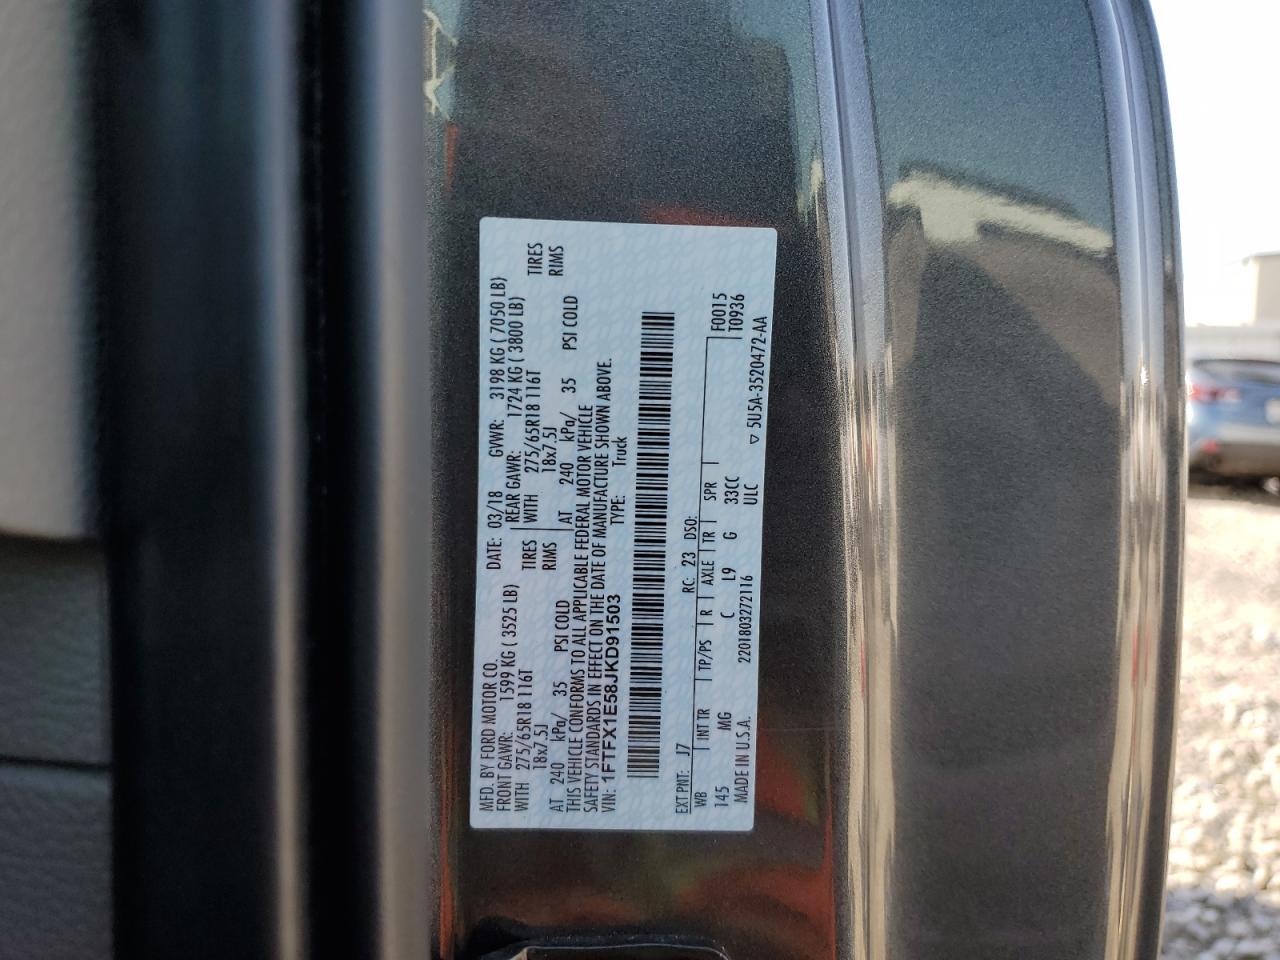 MFD. BY FORD MOTOR CO. DATE: 03/18 GVWR: 3198 KG ( 7050 LB)
FRONT GAWR: 1599 KG ( 3525 LB) REAR GAWR: 1724 KG ( 3800 LB)
WITH 275/65R18 116T TIRES WITH 275/65R18 116T TIRES
18x7.5J RIMS 18x7.5J RIMS
AT 240 kPa/ 35 PSI COLD AT 240 kPa/ 35 PSI COLD
THIS VEHICLE CONFORMS TO ALL APPLICABLE FEDERAL MOTOR VEHICLE
SAFETY STANDARDS IN EFFECT ON THE DATE OF MANUFACTURE SHOWN ABOVE.
VIN: 1FTFX1E58JKD91503 TYPE: Truck
EXT PNT: J7 RC: 23 DSO:
WB INT TR TP/PS R AXLE TR SPR F0015
145 MG C L9 G 33CC T0936
ULC
MADE IN U.S.A. 2201803272116 5U5A-3520472-AA